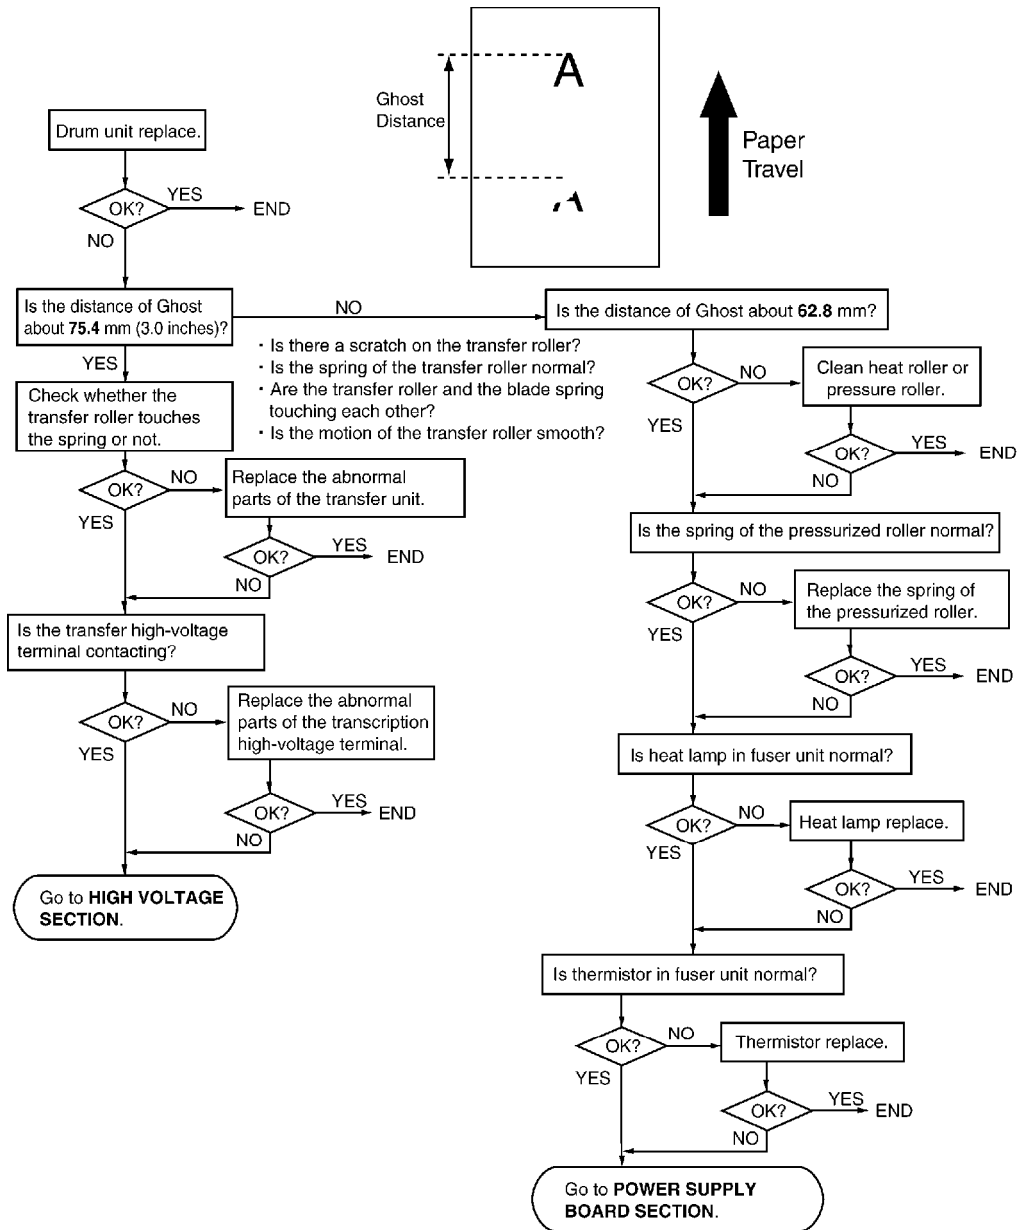 A
Ghost
Distance
A
Paper
Travel
Drum unit replace.
OK?
YES
END
NO
Is the distance of Ghost
about 75.4 mm (3.0 inches)?
NO
YES
· Is there a scratch on the transfer roller?
· Is the spring of the transfer roller normal?
· Are the transfer roller and the blade spring
touching each other?
· Is the motion of the transfer roller smooth?
Check whether the
transfer roller touches
the spring or not.
OK?
NO
YES
Replace the abnormal
parts of the transfer unit.
OK?
YES
END
NO
Is the transfer high-voltage
terminal contacting?
OK?
NO
YES
Replace the abnormal
parts of the transcription
high-voltage terminal.
OK?
YES
END
NO
Go to HIGH VOLTAGE
SECTION.
Is the distance of Ghost about 62.8 mm?
OK?
NO
YES
Clean heat roller or
pressure roller.
OK?
YES
END
NO
Is the spring of the pressurized roller normal?
OK?
NO
YES
Replace the spring of
the pressurized roller.
OK?
YES
END
NO
Is heat lamp in fuser unit normal?
OK?
NO
YES
Heat lamp replace.
OK?
YES
END
NO
Is thermistor in fuser unit normal?
OK?
NO
YES
Thermistor replace.
OK?
YES
END
NO
Go to POWER SUPPLY
BOARD SECTION.